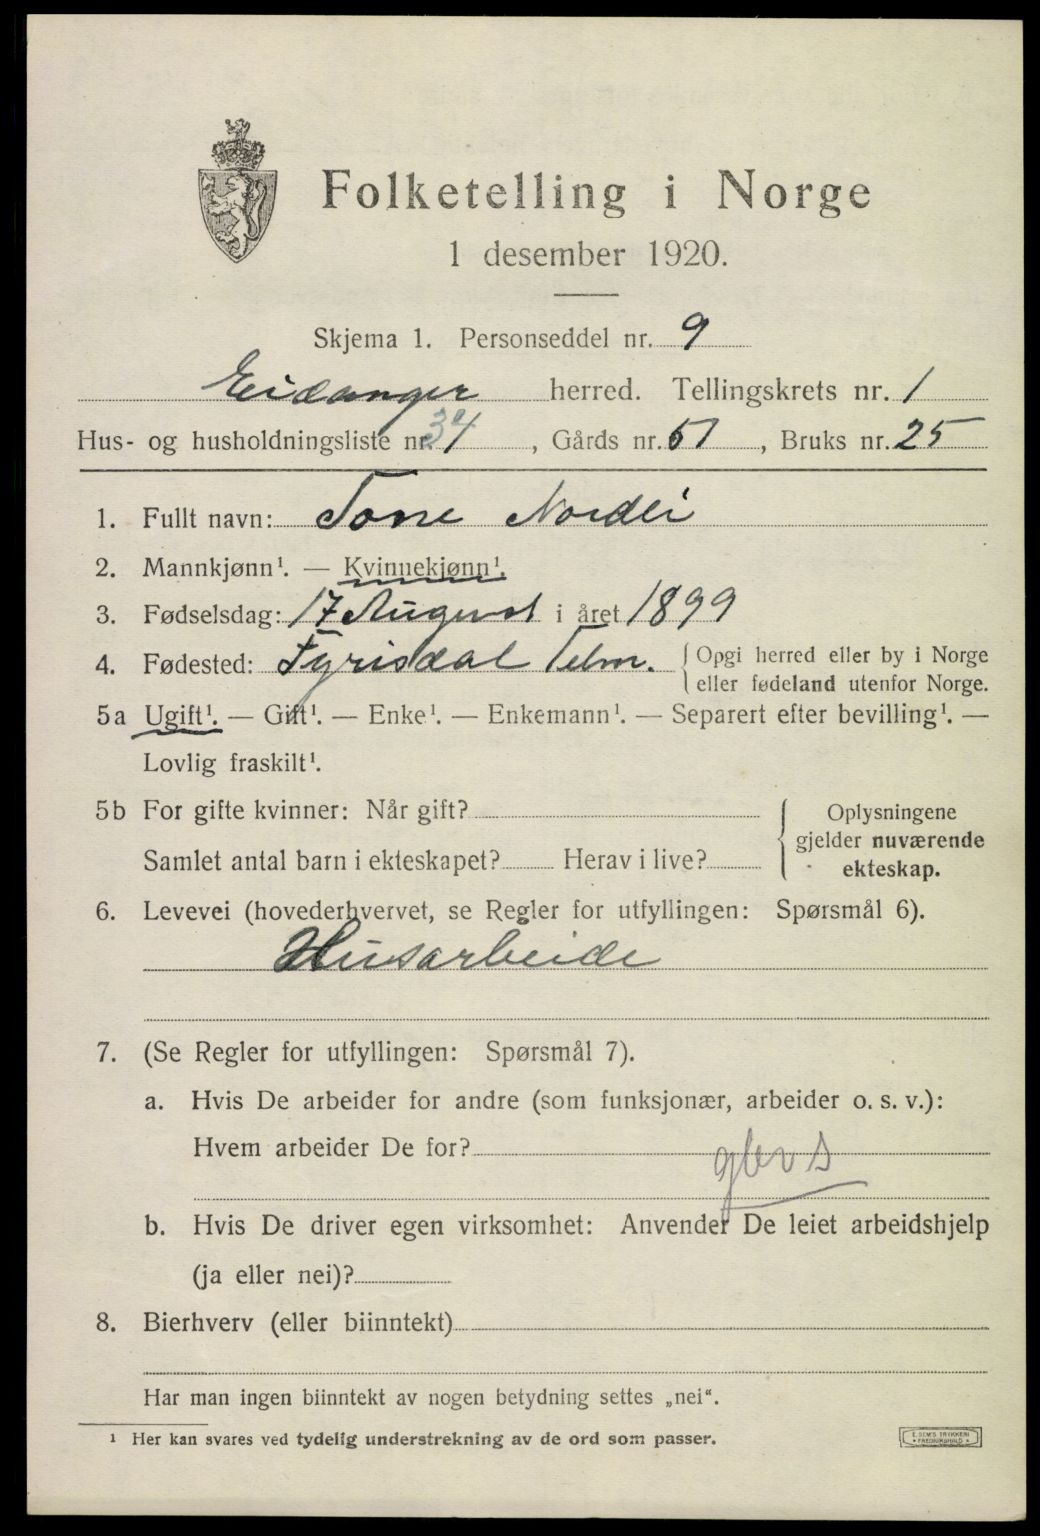 Folketelling i Norge
1 desember 1920.
Skjema 1. Personseddel nr. 9
Eidanger herred. Tellingskrets nr. 1
Hus- og husholdningsliste nr. 34, Gårds nr. 51, Bruks nr. 25
1. Fullt navn: Tone Nordli
2. Mannkjønn¹. — Kvinnekjønn¹.
3. Fødselsdag: 17 August i året 1899
4. Fødested: Fyrisdal Telm. Opgi herred eller by i Norge
eller fødeland utenfor Norge.
5a Ugift¹. — Gift¹. — Enke¹. — Enkemann¹. — Separert efter bevilling¹. —
Lovlig fraskilt¹.
5b For gifte kvinner: Når gift? Oplysningene
gjelder nuværende
Samlet antal barn i ekteskapet? Herav i live? ekteskap.
6. Levevei (hovederhvervet, se Regler for utfyllingen: Spørsmål 6).
Husarbeide
7. (Se Regler for utfyllingen: Spørsmål 7).
a. Hvis De arbeider for andre (som funksjonær, arbeider o. s. v.):
Hvem arbeider De for?
b. Hvis De driver egen virksomhet: Anvender De leiet arbeidshjelp
(ja eller nei)?
8. Bierhverv (eller biinntekt)
Har man ingen biinntekt av nogen betydning settes „nei“.
¹ Her kan svares ved tydelig understrekning av de ord som passer.
E. SEM'S TRYKKERI
FREDRIKSHALD